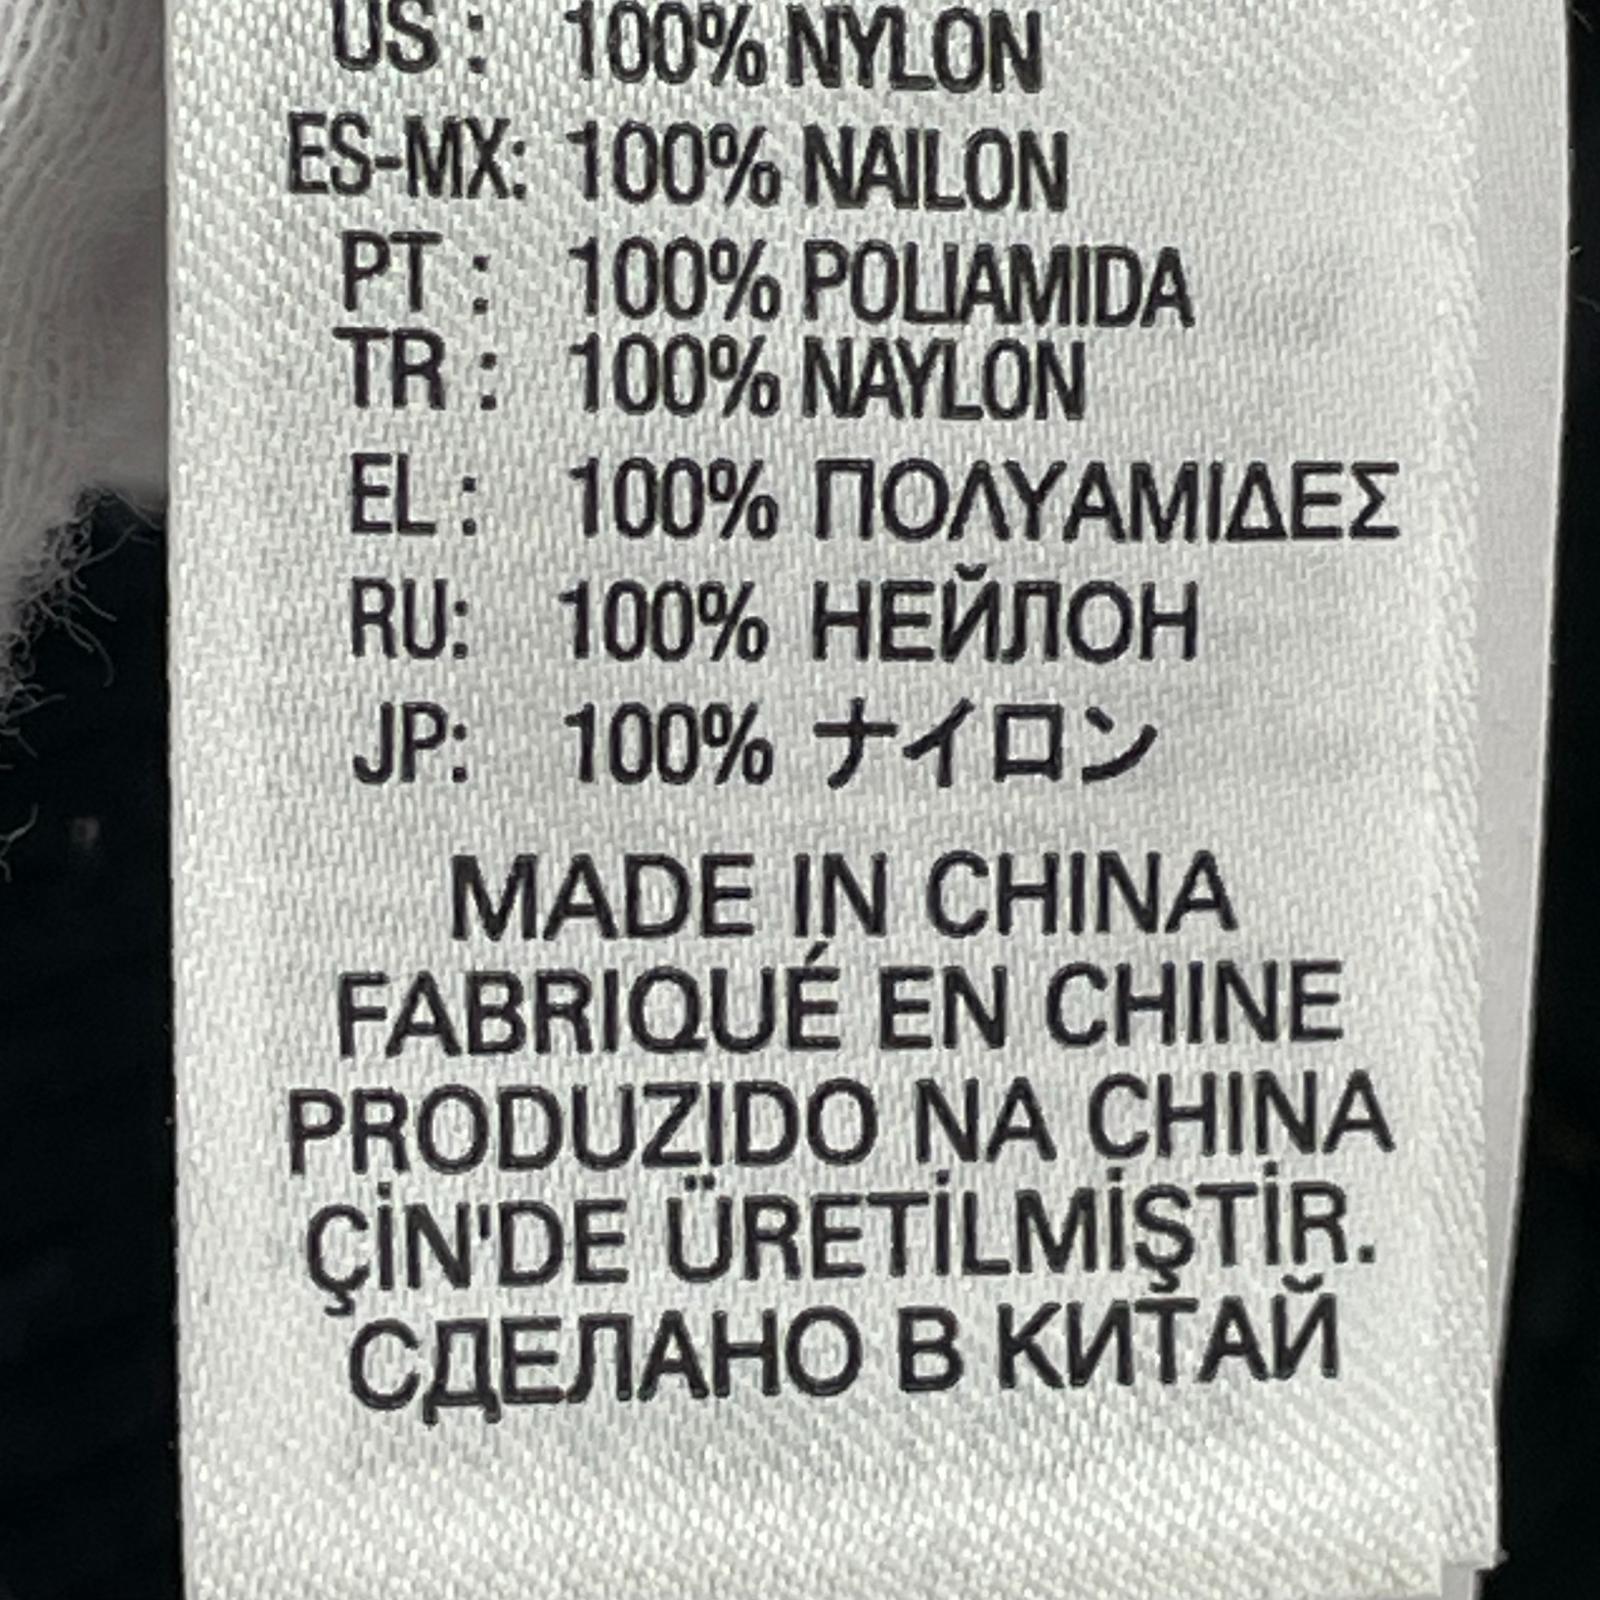 US : 100% NYLON
ES-MX: 100% NAILON
PT : 100% POLIAMIDA
TR : 100% NAYLON
EL : 100% ΠΟΛΥΑΜΙΔΕΣ
RU: 100% НЕЙЛОН
JP: 100% ナイロン
MADE IN CHINA
FABRIQUÉ EN CHINE
PRODUZIDO NA CHINA
ÇİN'DE ÜRETİLMİŞTİR.
СДЕЛАНО В КИТАЙ